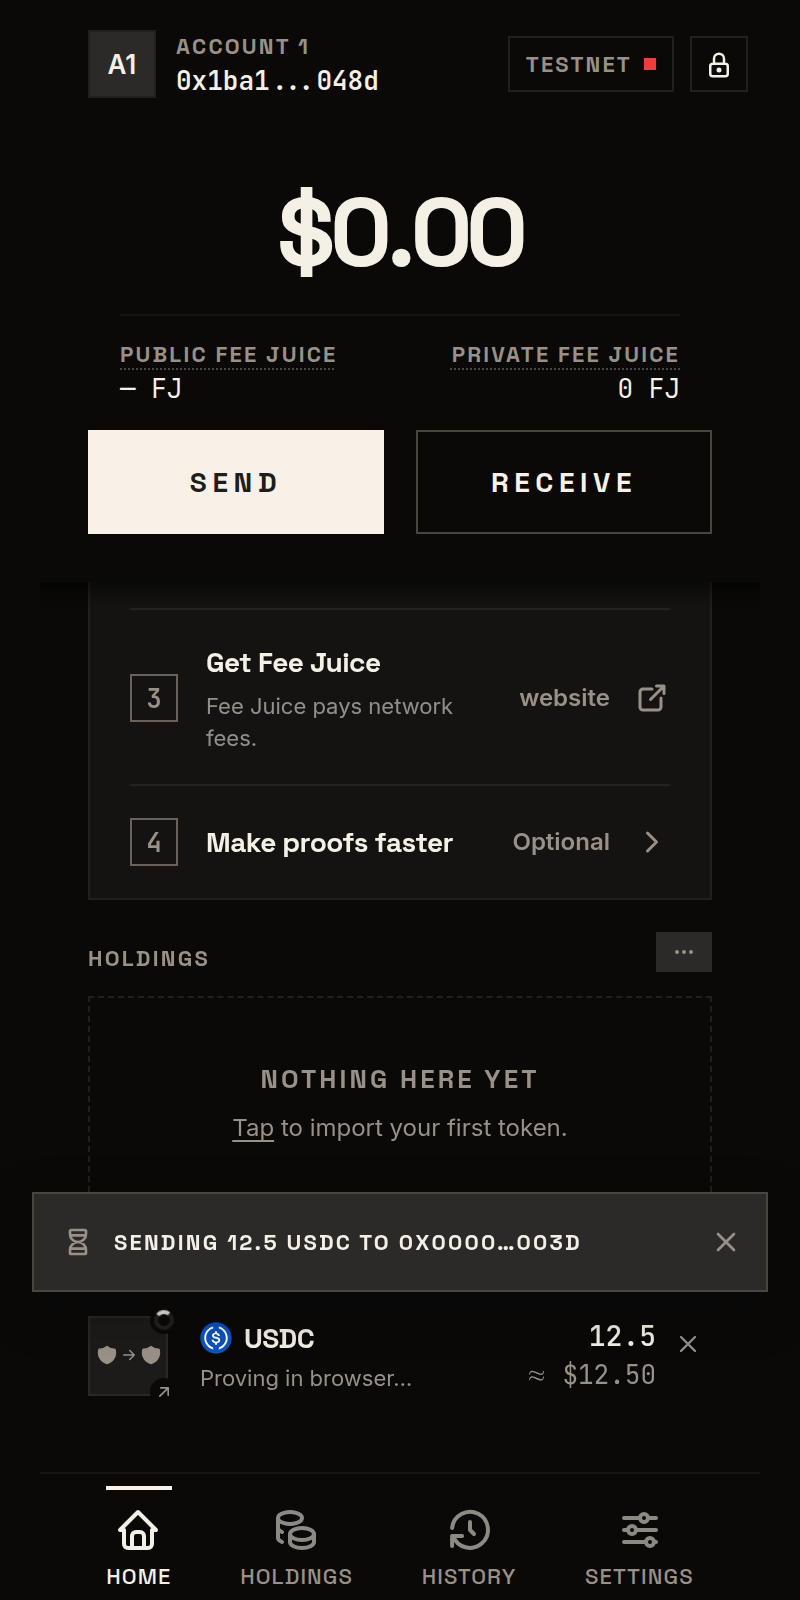 A1
ACCOUNT 1
0x1ba1...048d
TESTNET
$0.00
PUBLIC FEE JUICE
— FJ
PRIVATE FEE JUICE
0 FJ
SEND
RECEIVE
3
Get Fee Juice
Fee Juice pays network
fees.
website
4
Make proofs faster
Optional
HOLDINGS
...
NOTHING HERE YET
Tap to import your first token.
SENDING 12.5 USDC TO 0X0000…003D
USDC
12.5
Proving in browser...
≈ $12.50
HOME
HOLDINGS
HISTORY
SETTINGS